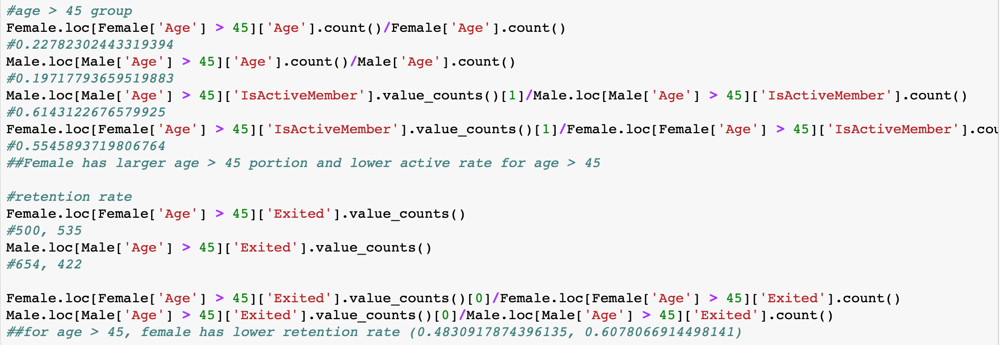 #age > 45 group
Female.loc[Female['Age'] > 45]['Age'].count()/Female['Age'].count()
#0.22782302443319394
Male.loc[Male['Age'] > 45]['Age'].count()/Male['Age'].count()
#0.19717793659519883
Male.loc[Male['Age'] > 45]['IsActiveMember'].value_counts()[1]/Male.loc[Male['Age'] > 45]['IsActiveMember'].count()
#0.6143122676579925
Female.loc[Female['Age'] > 45]['IsActiveMember'].value_counts()[1]/Female.loc[Female['Age'] > 45]['IsActiveMember'].cou
#0.5545893719806764
##Female has larger age > 45 portion and lower active rate for age > 45
#retention rate
Female.loc[Female['Age'] > 45]['Exited'].value_counts()
#500, 535
Male.loc[Male['Age'] > 45]['Exited'].value_counts()
#654, 422
Female.loc[Female['Age'] > 45]['Exited'].value_counts()[0]/Female.loc[Female['Age'] > 45]['Exited'].count()
Male.loc[Male['Age'] > 45]['Exited'].value_counts()[0]/Male.loc[Male['Age'] > 45]['Exited'].count()
##for age > 45, female has lower retention rate (0.4830917874396135, 0.6078066914498141)